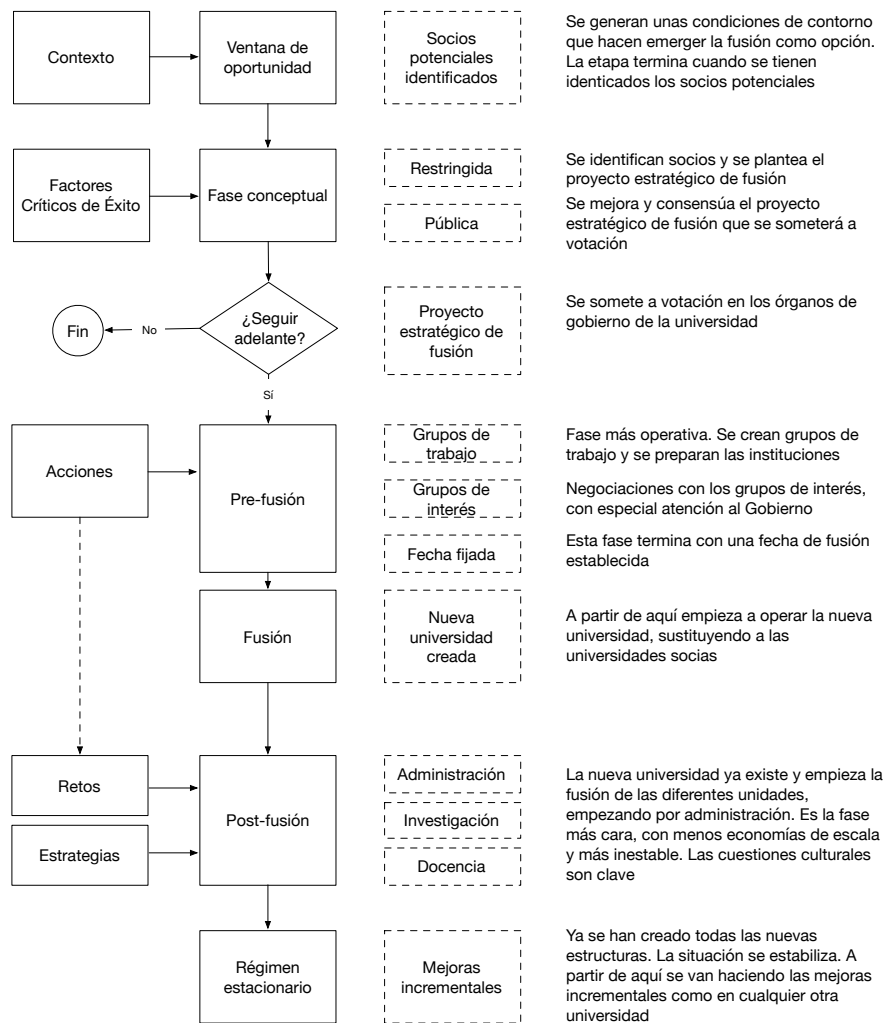 Contexto
Ventana de
oportunidad
Socios
potenciales
identificados
Se generan unas condiciones de contorno
que hacen emerger la fusión como opción.
La etapa termina cuando se tienen
identicados los socios potenciales
Factores
Críticos de Éxito
Fase conceptual
Restringida
Se identifican socios y se plantea el
proyecto estratégico de fusión
Pública
Se mejora y consensúa el proyecto
estratégico de fusión que se someterá a
votación
Fin
No
¿Seguir
adelante?
Proyecto
estratégico de
fusión
Se somete a votación en los órganos de
gobierno de la universidad
Sí
Acciones
Pre-fusión
Grupos de
trabajo
Fase más operativa. Se crean grupos de
trabajo y se preparan las instituciones
Grupos de
interés
Negociaciones con los grupos de interés,
con especial atención al Gobierno
Fecha fijada
Esta fase termina con una fecha de fusión
establecida
Fusión
Nueva
universidad
creada
A partir de aquí empieza a operar la nueva
universidad, sustituyendo a las
universidades socias
Retos
Estrategias
Post-fusión
Administración
Investigación
Docencia
La nueva universidad ya existe y empieza la
fusión de las diferentes unidades,
empezando por administración. Es la fase
más cara, con menos economías de escala
y más inestable. Las cuestiones culturales
son clave
Régimen
estacionario
Mejoras
incrementales
Ya se han creado todas las nuevas
estructuras. La situación se estabiliza. A
partir de aquí se van haciendo las mejoras
incrementales como en cualquier otra
universidad